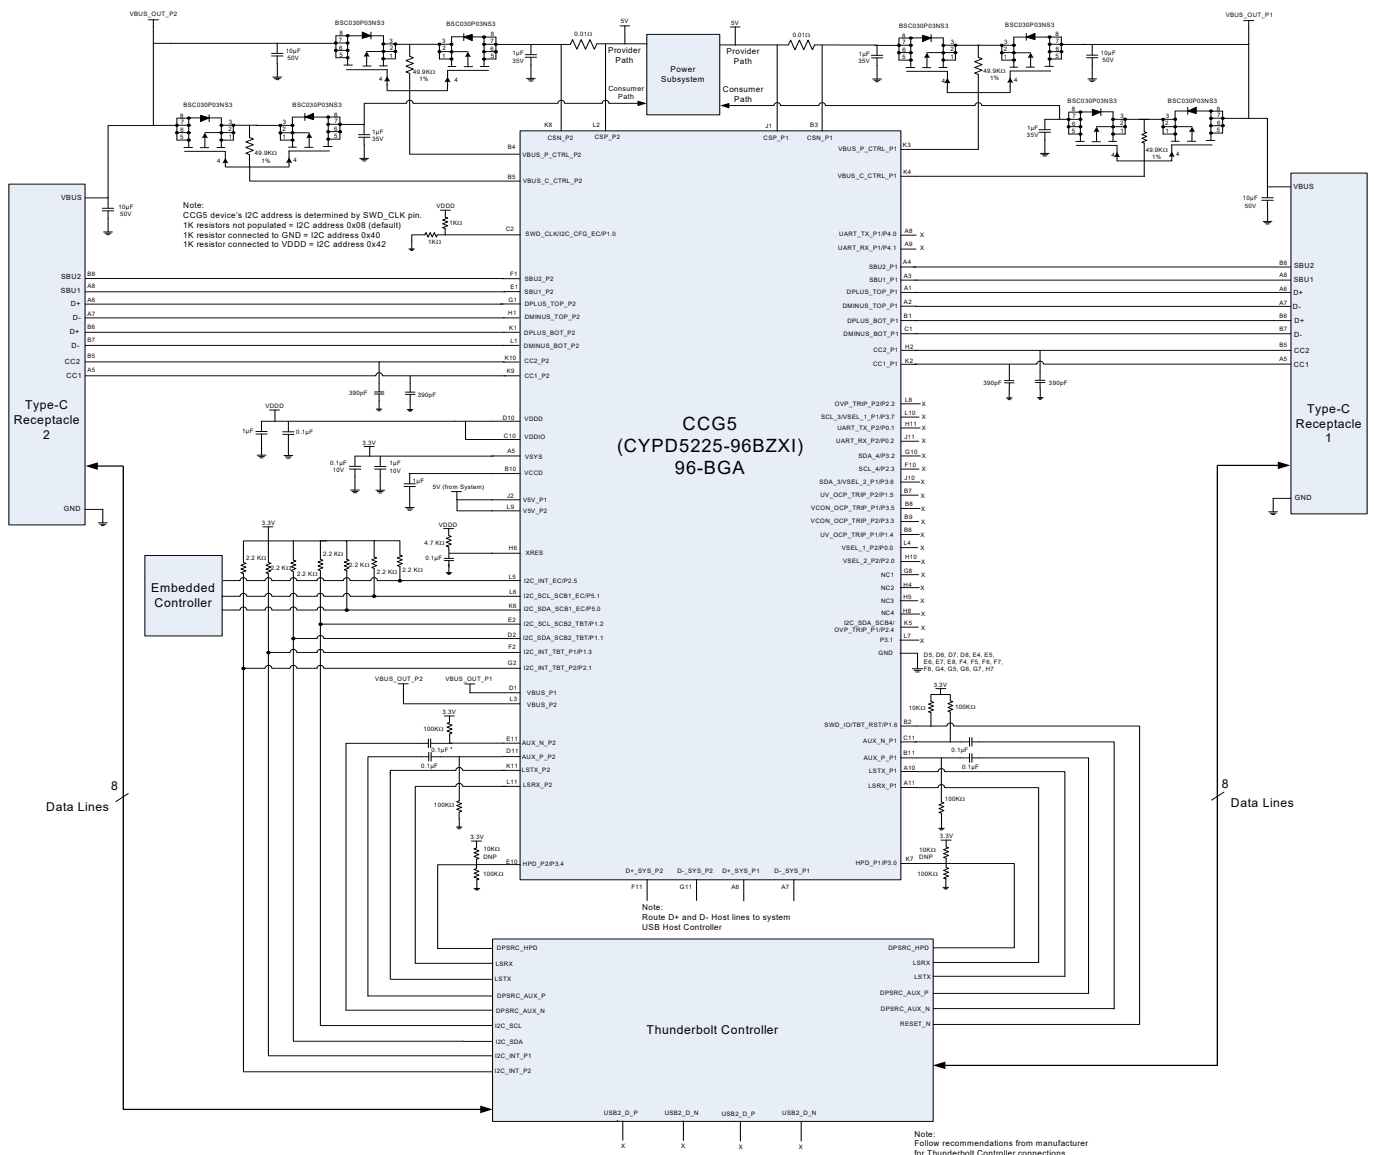 VBUS_OUT_P2
BSC030P03NS3
BSC030P03NS3
0.01Ω
5V
5V
0.01Ω
BSC030P03NS3
BSC030P03NS3
VBUS_OUT_P1
10µF
50V
49.9KΩ
1%
1µF
35V
Provider
Path
Consumer
Path
Power
Subsystem
Provider
Path
Consumer
Path
1µF
35V
49.9KΩ
1%
10µF
50V
BSC030P03NS3
BSC030P03NS3
49.9KΩ
1%
1µF
35V
BSC030P03NS3
BSC030P03NS3
1µF
35V
49.9KΩ
1%
10µF
50V
10µF
50V
K8
CSN_P2
L2
CSP_P2
J1
CSP_P1
B3
CSN_P1
B4
VBUS_P_CTRL_P2
B5
VBUS_C_CTRL_P2
VBUS_P_CTRL_P1
K3
VBUS_C_CTRL_P1
K4
Note:
CCG5 device's I2C address is determined by SWD_CLK pin.
1K resistors not populated = I2C address 0x08 (default)
1K resistor connected to GND = I2C address 0x40
1K resistor connected to VDDD = I2C address 0x42
VDDD
1KΩ
1KΩ
C2
SWD_CLK/I2C_CFG_EC/P1.0
UART_TX_P1/P4.0 A8 X
UART_RX_P1/P4.1 A9 X
VBUS
SBU2 B8
SBU1 A8
D+ A6
D- A7
D+ B6
D- B7
CC2 B5
CC1 A5
Type-C
Receptacle
2
GND
F1 SBU2_P2
E1 SBU1_P2
G1 DPLUS_TOP_P2
H1 DMINUS_TOP_P2
K1 DPLUS_BOT_P2
L1 DMINUS_BOT_P2
K10 CC2_P2
K9 CC1_P2
390pF
390pF
SBU2_P1 A4
SBU1_P1 A3
DPLUS_TOP_P1 A1
DMINUS_TOP_P1 A2
DPLUS_BOT_P1 B1
DMINUS_BOT_P1 C1
CC2_P1 H2
CC1_P1 K2
390pF
390pF
VBUS
B8 SBU2
A8 SBU1
A6 D+
A7 D-
B6 D+
B7 D-
B5 CC2
A5 CC1
Type-C
Receptacle
1
GND
CCG5
(CYPD5225-96BZXI)
96-BGA
VDDD
1µF
0.1µF
D10 VDDD
C10 VDDIO
3.3V
0.1µF
10V
1µF
10V
A5 VSYS
B10 VCCD
1µF
5V (from System)
J2 V5V_P1
L9 V5V_P2
VDDD
4.7 KΩ
0.1µF
H6 XRES
OVP_TRIP_P2/P2.2 L8 X
SCL_3/VSEL_1_P1/P3.7 L10 X
UART_TX_P2/P0.1 H11 X
UART_RX_P2/P0.2 J11 X
SDA_4/P3.2 G10 X
SCL_4/P2.3 F10 X
SDA_3/VSEL_2_P1/P3.6 J10 X
UV_OCP_TRIP_P2/P1.5 B7 X
VCON_OCP_TRIP_P1/P3.5 B8 X
VCON_OCP_TRIP_P2/P3.3 B9 X
UV_OCP_TRIP_P1/P1.4 B6 X
VSEL_1_P2/P0.0 L4 X
VSEL_2_P2/P2.0 H10 X
NC1 G8 X
NC2 H4 X
NC3 H5 X
NC4 H8 X
I2C_SDA_SCB4/
OVP_TRIP_P1/P2.4 K5 X
P3.1 L7 X
GND
D5, D6, D7, D8, E4, E5,
E6, E7, E8, F4, F5, F6, F7,
F8, G4, G5, G6, G7, H7
3.3V
2.2 KΩ
2.2 KΩ
2.2 KΩ
2.2 KΩ
2.2 KΩ
2.2 KΩ
2.2 KΩ
Embedded
Controller
L5 I2C_INT_EC/P2.5
L6 I2C_SCL_SCB1_EC/P5.1
K6 I2C_SDA_SCB1_EC/P5.0
E2 I2C_SCL_SCB2_TBT/P1.2
D2 I2C_SDA_SCB2_TBT/P1.1
F2 I2C_INT_TBT_P1/P1.3
G2 I2C_INT_TBT_P2/P2.1
VBUS_OUT_P2
VBUS_OUT_P1
D1 VBUS_P1
L3 VBUS_P2
3.3V
100KΩ
0.1µF
0.1µF
100KΩ
E11 AUX_N_P2
D11 AUX_P_P2
K11 LSTX_P2
L11 LSRX_P2
3.3V
10KΩ
DNP
100KΩ
E10 HPD_P2/P3.4
3.3V
10KΩ
100KΩ
SWD_IO/TBT_RST/P1.6 B2
AUX_N_P1 C11
AUX_P_P1 B11
LSTX_P1 A10
LSRX_P1 A11
0.1µF
0.1µF
100KΩ
3.3V
10KΩ
DNP
100KΩ
HPD_P1/P3.0 K7
8
Data Lines
8
Data Lines
D+_SYS_P2
D-_SYS_P2
D+_SYS_P1
D-_SYS_P1
F11
G11
A6
A7
Note:
Route D+ and D- Host lines to system
USB Host Controller
DPSRC_HPD
LSRX
LSTX
DPSRC_AUX_P
DPSRC_AUX_N
I2C_SCL
I2C_SDA
I2C_INT_P1
I2C_INT_P2
Thunderbolt Controller
DPSRC_HPD
LSRX
LSTX
DPSRC_AUX_P
DPSRC_AUX_N
RESET_N
USB2_D_P
USB2_D_N
USB2_D_P
USB2_D_N
X
X
X
X
Note:
Follow recommendations from manufacturer
for Thunderbolt Controller connections